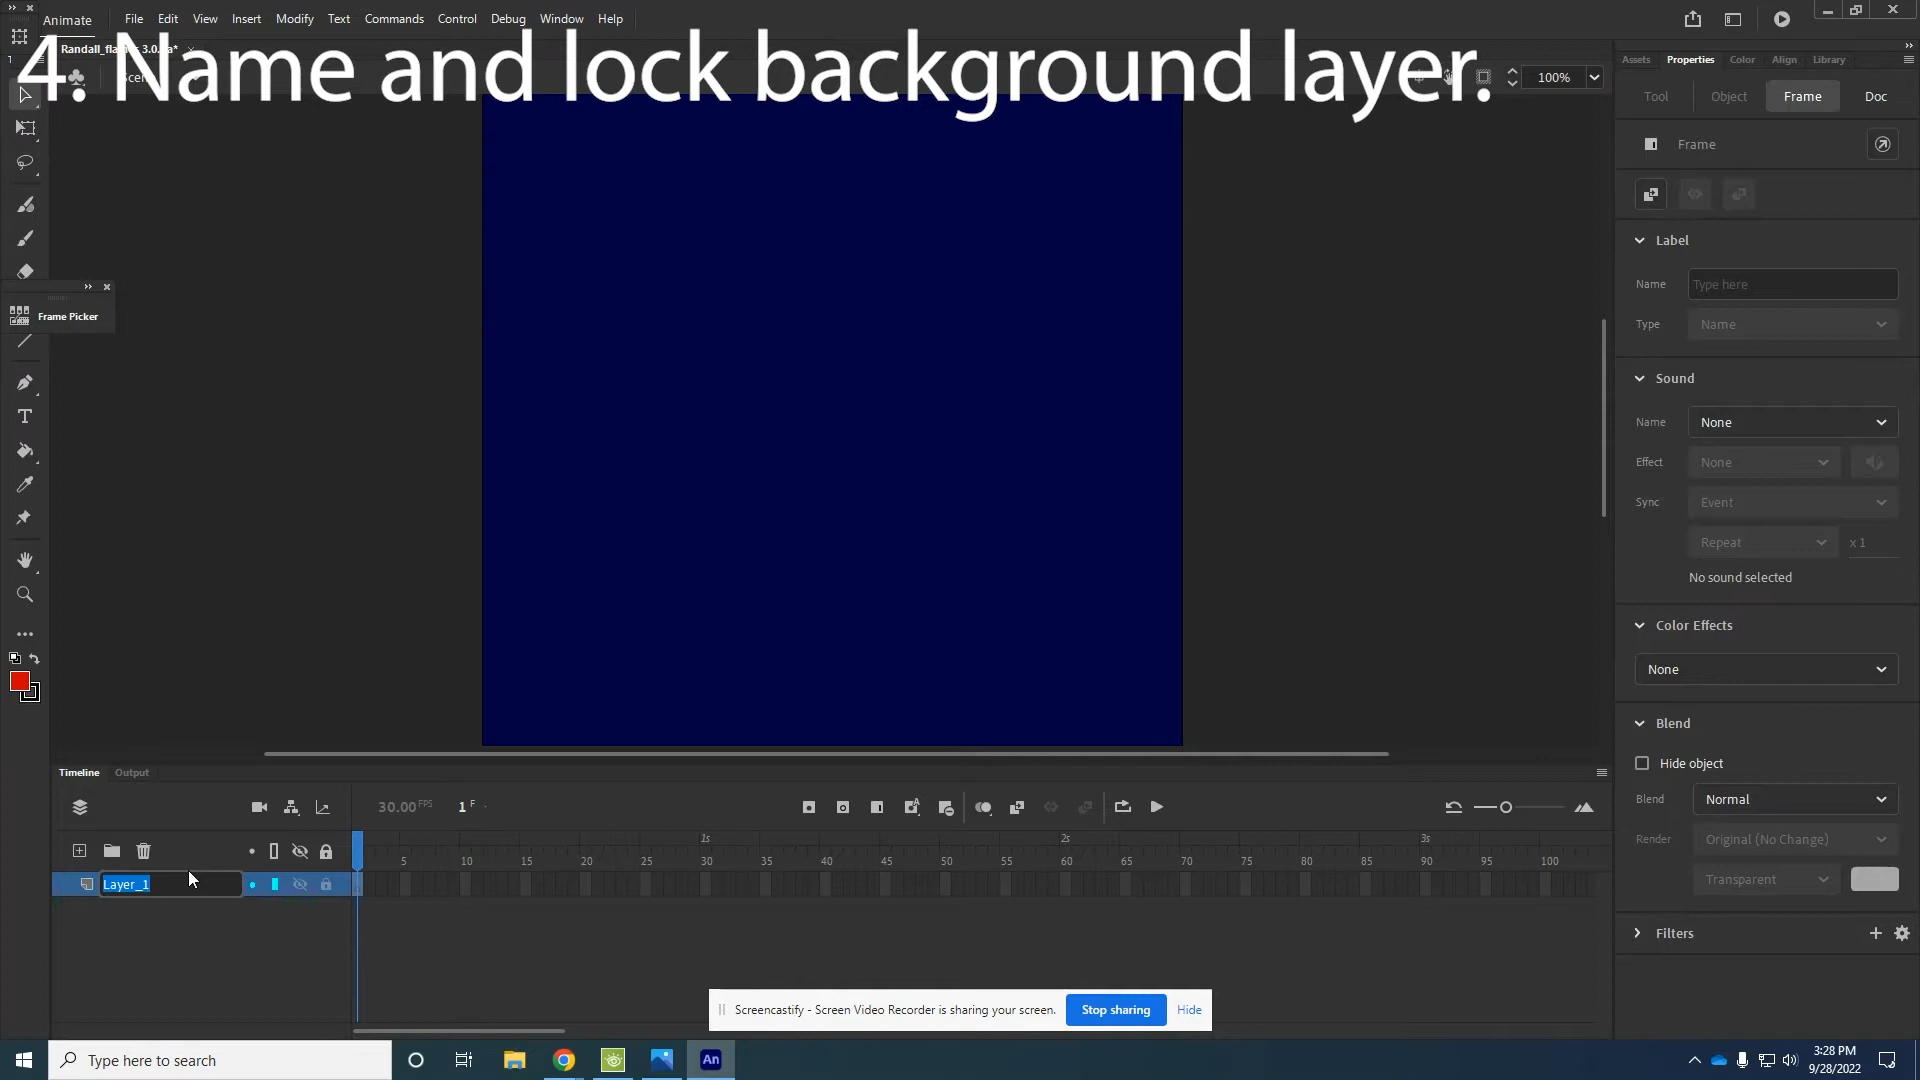 Animate File Edit View Insert Modify Text Commands Control Debug Window Help
4. Name and lock background layer.
100%
Assets Properties Color Align Library
Tool Object Frame Doc
Frame
Label
Name Type here
Type Name
Frame Picker
Sound
Name None
Effect None
Sync Event
Repeat x 1
No sound selected
Color Effects
None
Blend
Hide object
Blend Normal
Render Original (No Change)
Transparent
Filters
Timeline Output
30.00 FPS 1 F
1s 2s 3s
5 10 15 20 25 30 35 40 45 50 55 60 65 70 75 80 85 90 95 100
Layer_1
Screencastify - Screen Video Recorder is sharing your screen. Stop sharing Hide
Type here to search
An
3:28 PM
9/28/2022